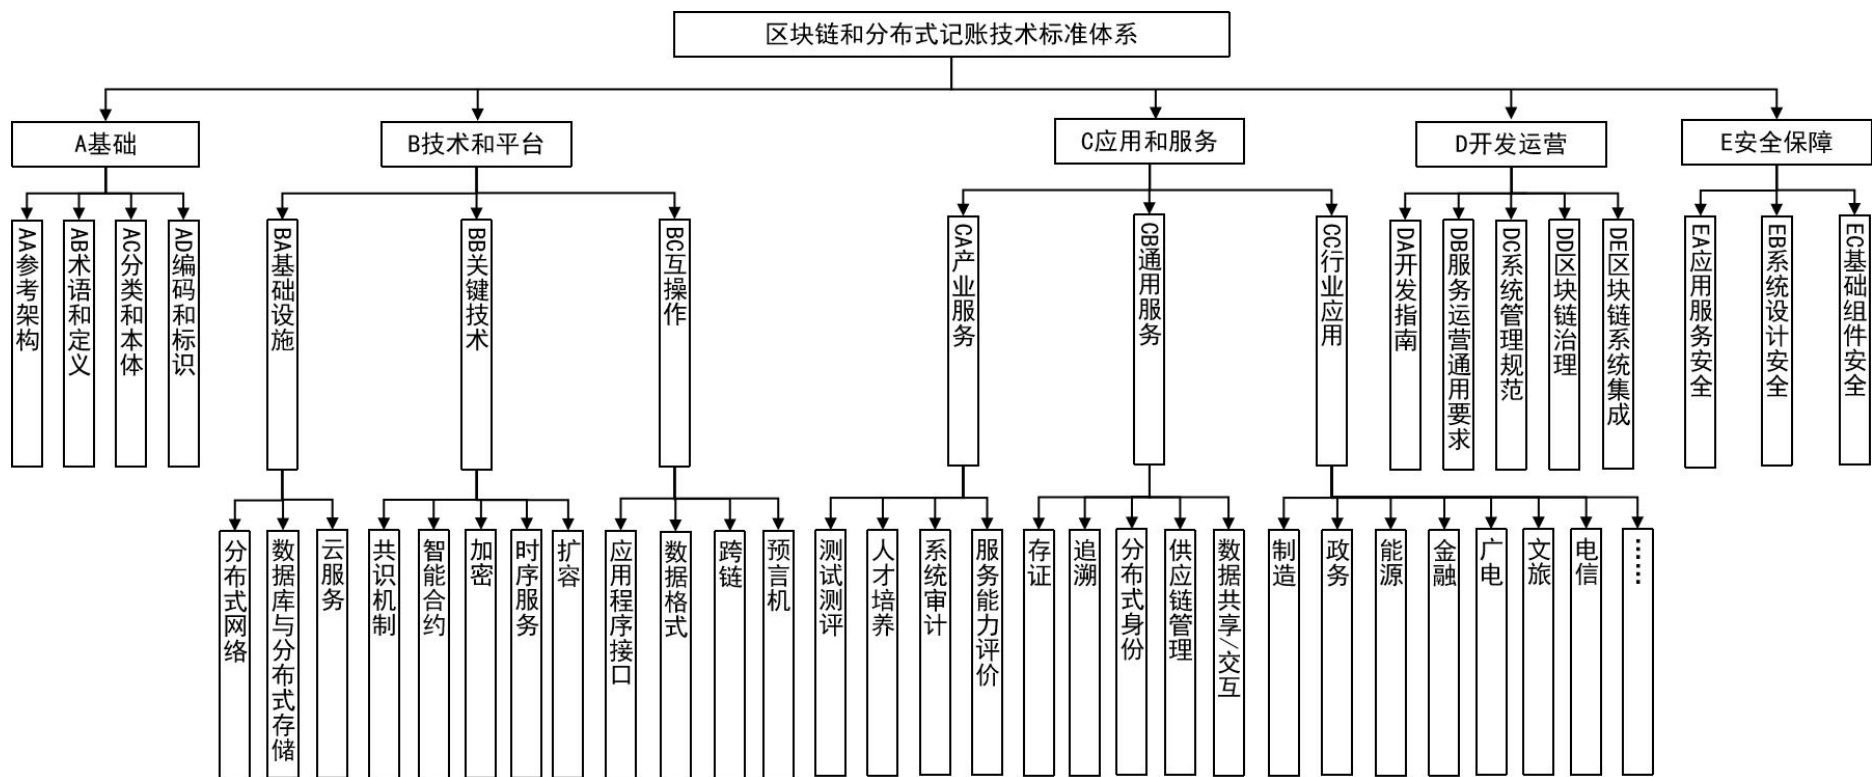 区块链和分布式记账技术标准体系
A基础
B技术和平台
C应用和服务
D开发运营
E安全保障
AA参考架构
AB术语和定义
AC分类和本体
AD编码和标识
BA基础设施
BB关键技术
BC互操作
CA产业服务
CB通用服务
CC行业应用
DA开发指南
DB服务运营通用要求
DC系统管理规范
DD区块链治理
DE区块链系统集成
EA应用服务安全
EB系统设计安全
EC基础组件安全
分布式网络
数据库与分布式存储
云服务
共识机制
智能合约
加密
时序服务
扩容
应用程序接口
数据格式
跨链
预言机
测试测评
人才培养
系统审计
服务能力评价
存证
追溯
分布式身份
供应链管理
数据共享/交互
制造
政务
能源
金融
广电
文旅
电信
……